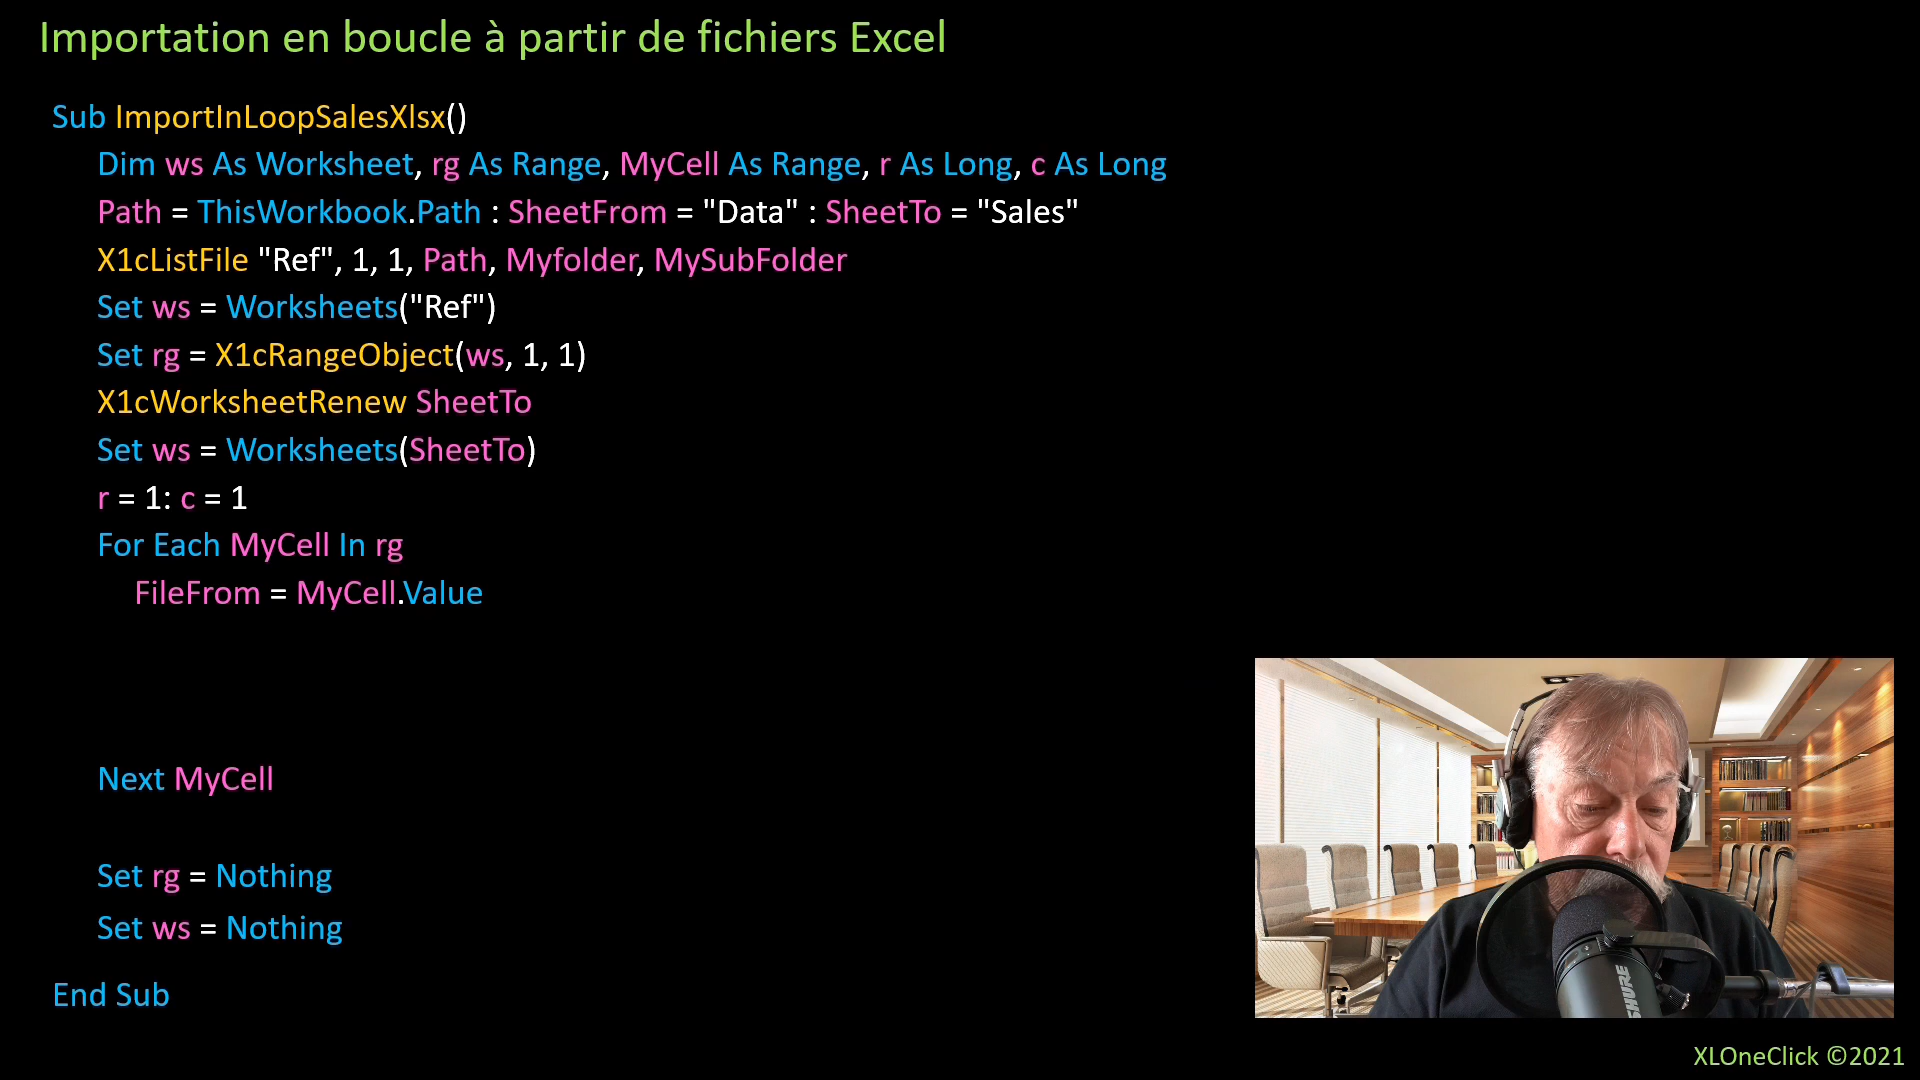 Importation en boucle à partir de fichiers Excel
Sub ImportInLoopSalesXlsx()
Dim ws As Worksheet, rg As Range, MyCell As Range, r As Long, c As Long
Path = ThisWorkbook.Path : SheetFrom = "Data" : SheetTo = "Sales"
X1cListFile "Ref", 1, 1, Path, Myfolder, MySubFolder
Set ws = Worksheets("Ref")
Set rg = X1cRangeObject(ws, 1, 1)
X1cWorksheetRenew SheetTo
Set ws = Worksheets(SheetTo)
r = 1: c = 1
For Each MyCell In rg
FileFrom = MyCell.Value
Next MyCell
Set rg = Nothing
Set ws = Nothing
End Sub
SHURE
XLOneClick ©2021